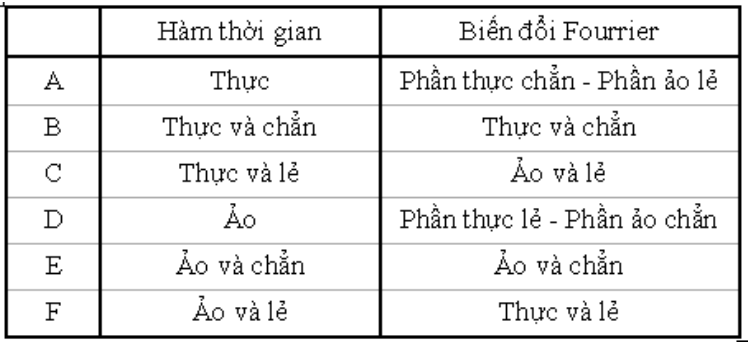 Hàm thời gian Biến đổi Fourrier
A Thực Phần thực chẵn - Phần ảo lẻ
B Thực và chẵn Thực và chẵn
C Thực và lẻ Ảo và lẻ
D Ảo Phần thực lẻ - Phần ảo chẵn
E Ảo và chẵn Ảo và chẵn
F Ảo và lẻ Thực và lẻ